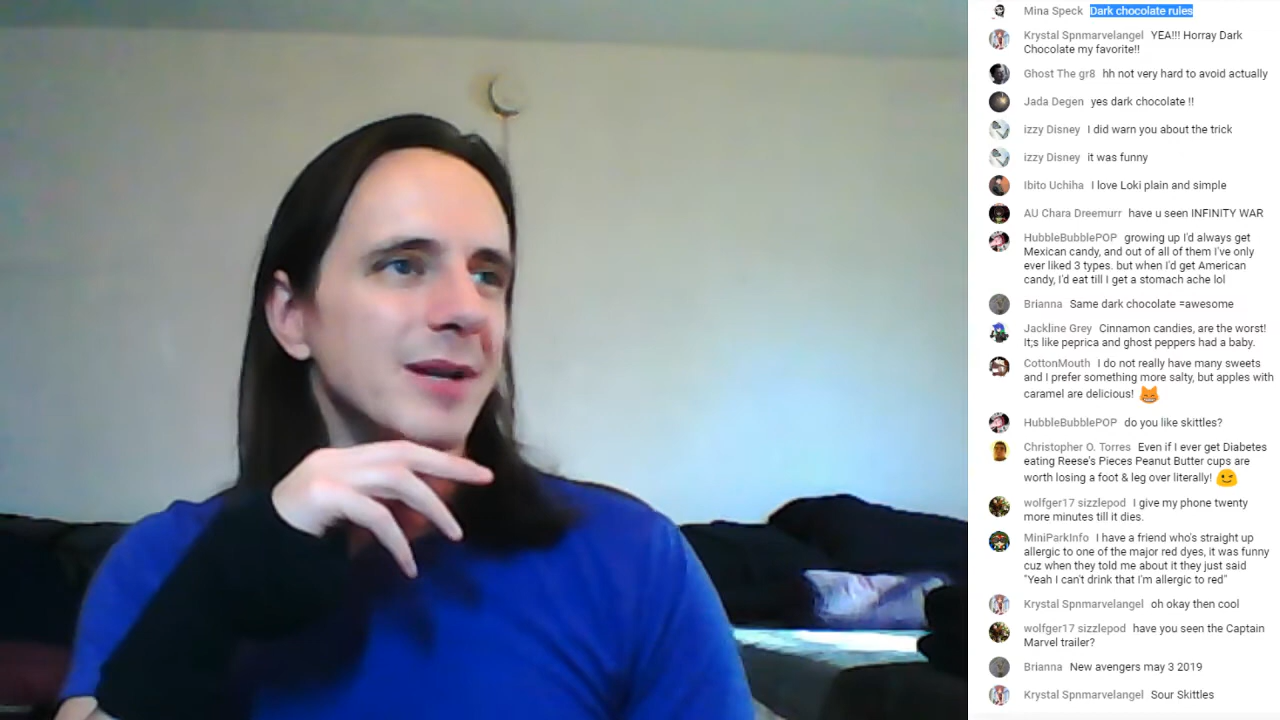 Mina Speck Dark chocolate rules
Krystal Spnmarvelangel YEA!!! Horray Dark
Chocolate my favorite!!
Ghost The gr8 hh not very hard to avoid actually
Jada Degen yes dark chocolate !!
izzy Disney I did warn you about the trick
izzy Disney it was funny
Ibito Uchiha I love Loki plain and simple
AU Chara Dreemurr have u seen INFINITY WAR
HubbleBubblePOP growing up I'd always get
Mexican candy, and out of all of them I've only
ever liked 3 types. but when I'd get American
candy, I'd eat till I get a stomach ache lol
Brianna Same dark chocolate =awesome
Jackline Grey Cinnamon candies, are the worst!
It;s like peprica and ghost peppers had a baby.
CottonMouth I do not really have many sweets
and I prefer something more salty, but apples with
caramel are delicious!
HubbleBubblePOP do you like skittles?
Christopher O. Torres Even if I ever get Diabetes
eating Reese's Pieces Peanut Butter cups are
worth losing a foot & leg over literally!
wolfger17 sizzlepod I give my phone twenty
more minutes till it dies.
MiniParkInfo I have a friend who's straight up
allergic to one of the major red dyes, it was funny
cuz when they told me about it they just said
"Yeah I can't drink that I'm allergic to red"
Krystal Spnmarvelangel oh okay then cool
wolfger17 sizzlepod have you seen the Captain
Marvel trailer?
Brianna New avengers may 3 2019
Krystal Spnmarvelangel Sour Skittles